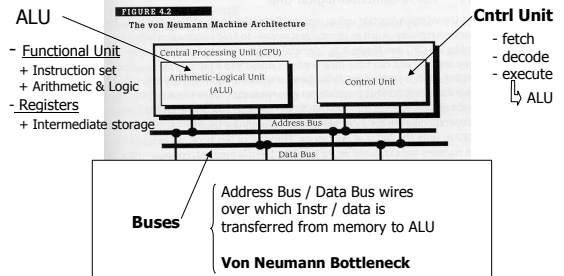 ALU
- Functional Unit
+ Instruction set
+ Arithmetic & Logic
- Registers
+ Intermediate storage
FIGURE 4.2
The von Neumann Machine Architecture
Central Processing Unit (CPU)
Arithmetic-Logical Unit
(ALU)
Control Unit
Address Bus
Data Bus
Cntrl Unit
- fetch
- decode
- execute
ALU
Buses
Address Bus / Data Bus wires
over which Instr / data is
transferred from memory to ALU
Von Neumann Bottleneck